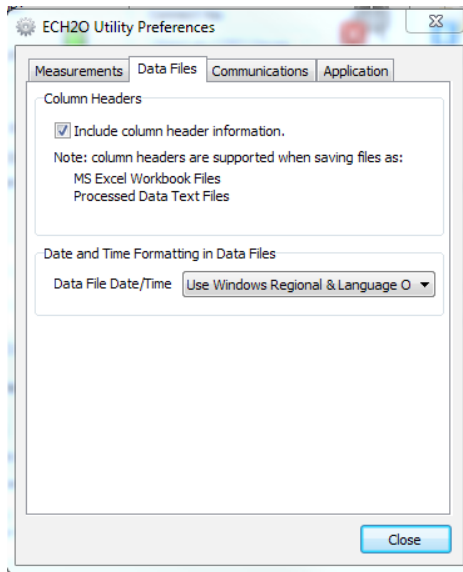 ECH2O Utility Preferences
Measurements Data Files Communications Application
Column Headers
Include column header information.
Note: column headers are supported when saving files as:
MS Excel Workbook Files
Processed Data Text Files
Date and Time Formatting in Data Files
Data File Date/Time Use Windows Regional & Language O
Close